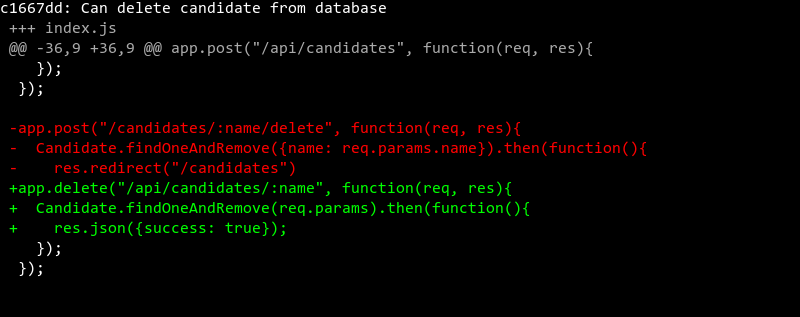 c1667dd: Can delete candidate from database
+++ index.js
@@ -36,9 +36,9 @@ app.post("/api/candidates", function(req, res){
   });
 });

-app.post("/candidates/:name/delete", function(req, res){
-  Candidate.findOneAndRemove({name: req.params.name}).then(function(){
-    res.redirect("/candidates")
+app.delete("/api/candidates/:name", function(req, res){
+  Candidate.findOneAndRemove(req.params).then(function(){
+    res.json({success: true});
   });
 });